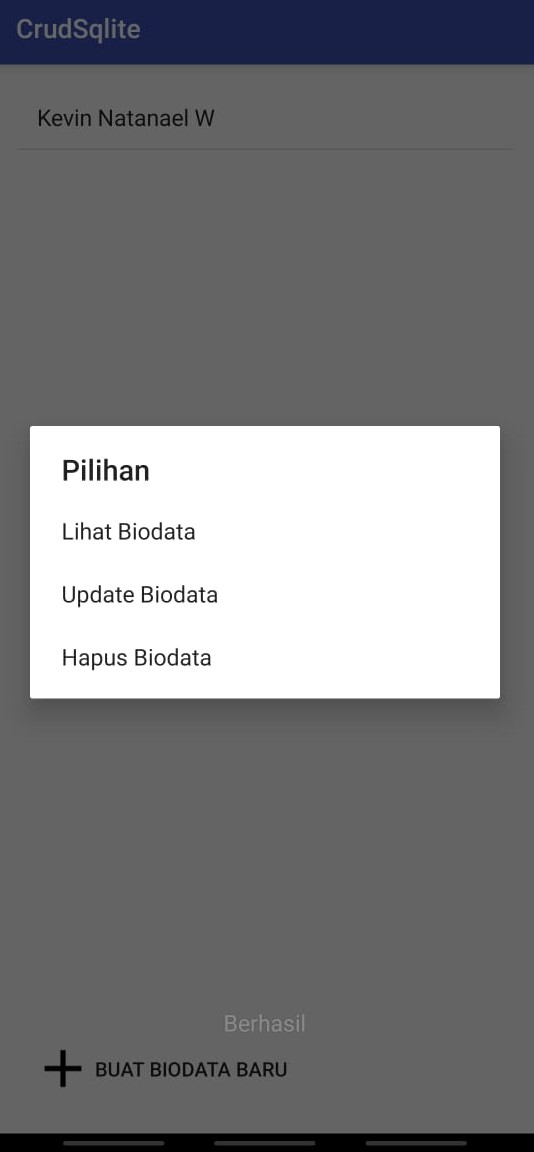 CrudSqlite
Kevin Natanael W
Pilihan
Lihat Biodata
Update Biodata
Hapus Biodata
Berhasil
BUAT BIODATA BARU